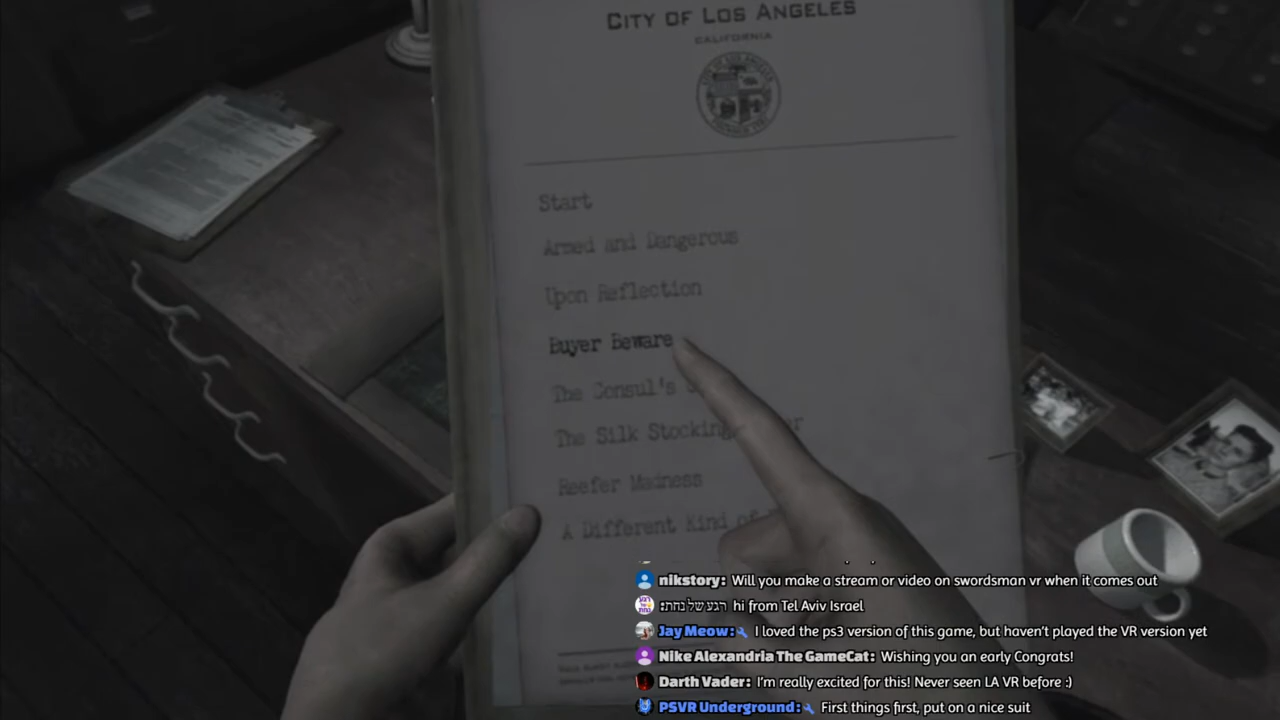 CITY OF LOS ANGELES
CALIFORNIA
Start
Armed and Dangerous
Upon Reflection
Buyer Beware
The Consul's
The Silk Stocking
Reefer Madness
A Different Kind of
nikstory: Will you make a stream or video on swordsman vr when it comes out
רגע של נחת: hi from Tel Aviv Israel
Jay Meow: I loved the ps3 version of this game, but haven't played the VR version yet
Nike Alexandria The GameCat: Wishing you an early Congrats!
Darth Vader: I'm really excited for this! Never seen LA VR before :)
PSVR Underground: First things first, put on a nice suit